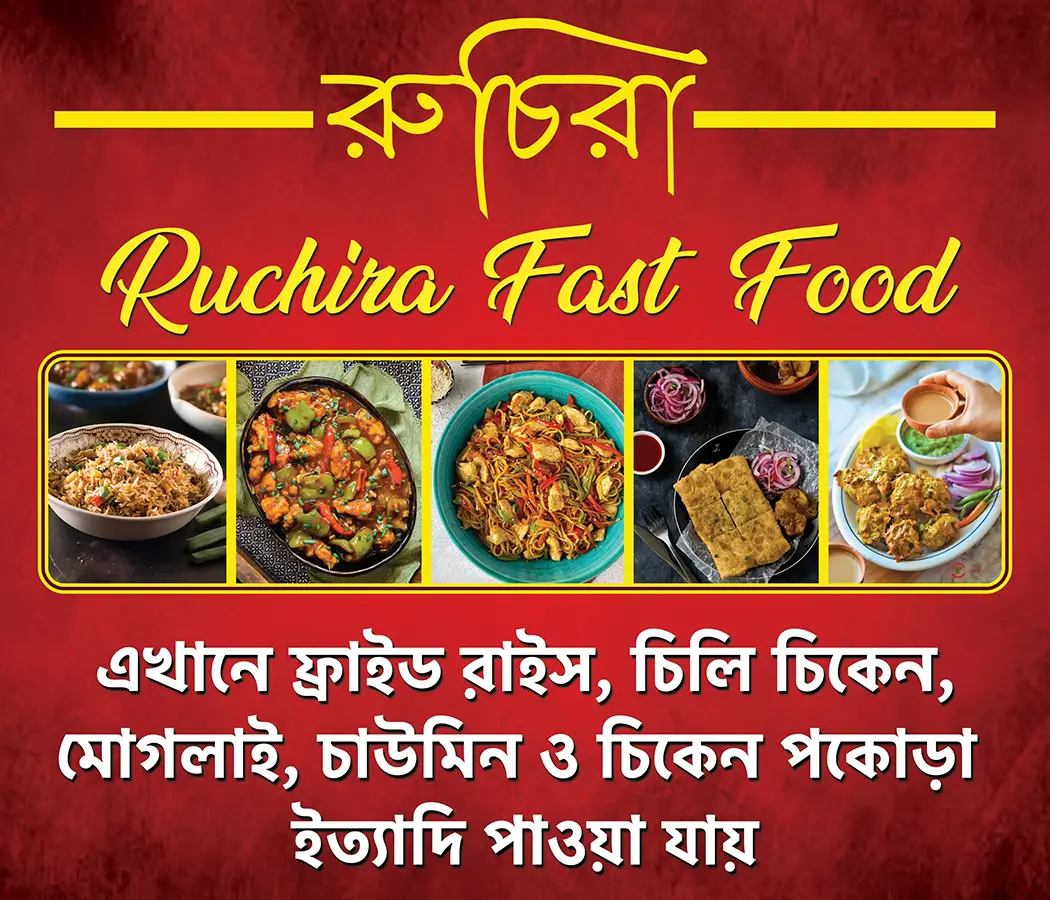 রুচিরা
Ruchira Fast Food
এখানে ফ্রাইড রাইস, চিলি চিকেন,
মোগলাই, চাউমিন ও চিকেন পকোড়া
ইত্যাদি পাওয়া যায়